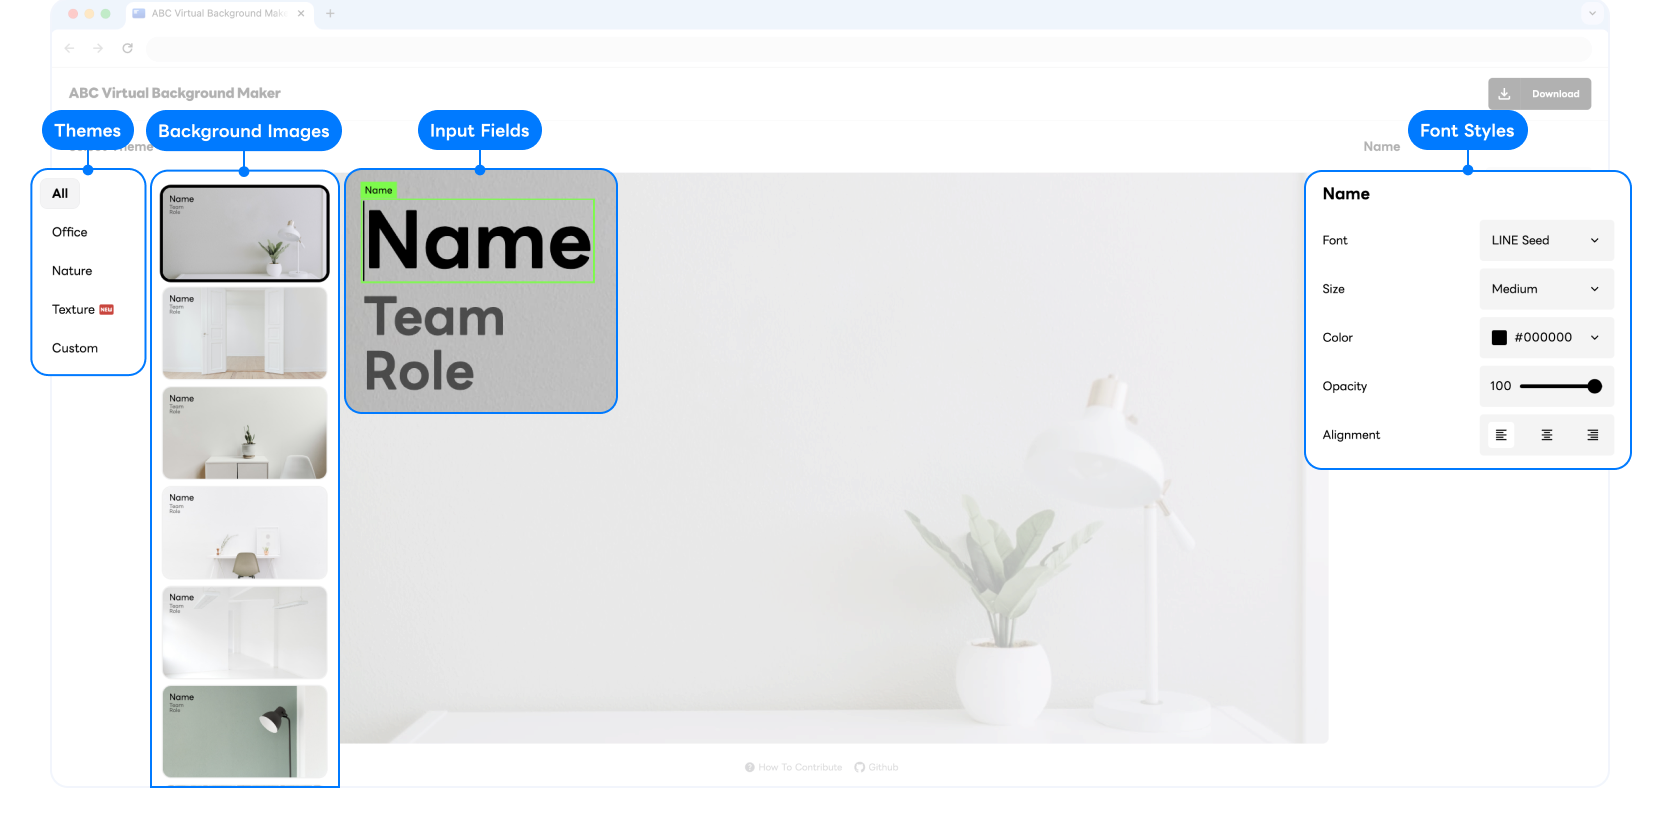 ABC Virtual Background Make
ABC Virtual Background Maker
Download
Themes
Background Images
Input Fields
Font Styles
Theme
Name
All
Office
Nature
Texture NEW
Custom
Name
Team
Role
Name
Team
Role
Name
Team
Role
Name
Team
Role
Name
Team
Role
Name
Team
Role
Name
Name
Team
Role
Name
Font
LINE Seed
Size
Medium
Color
#000000
Opacity
100
Alignment
How To Contribute
Github